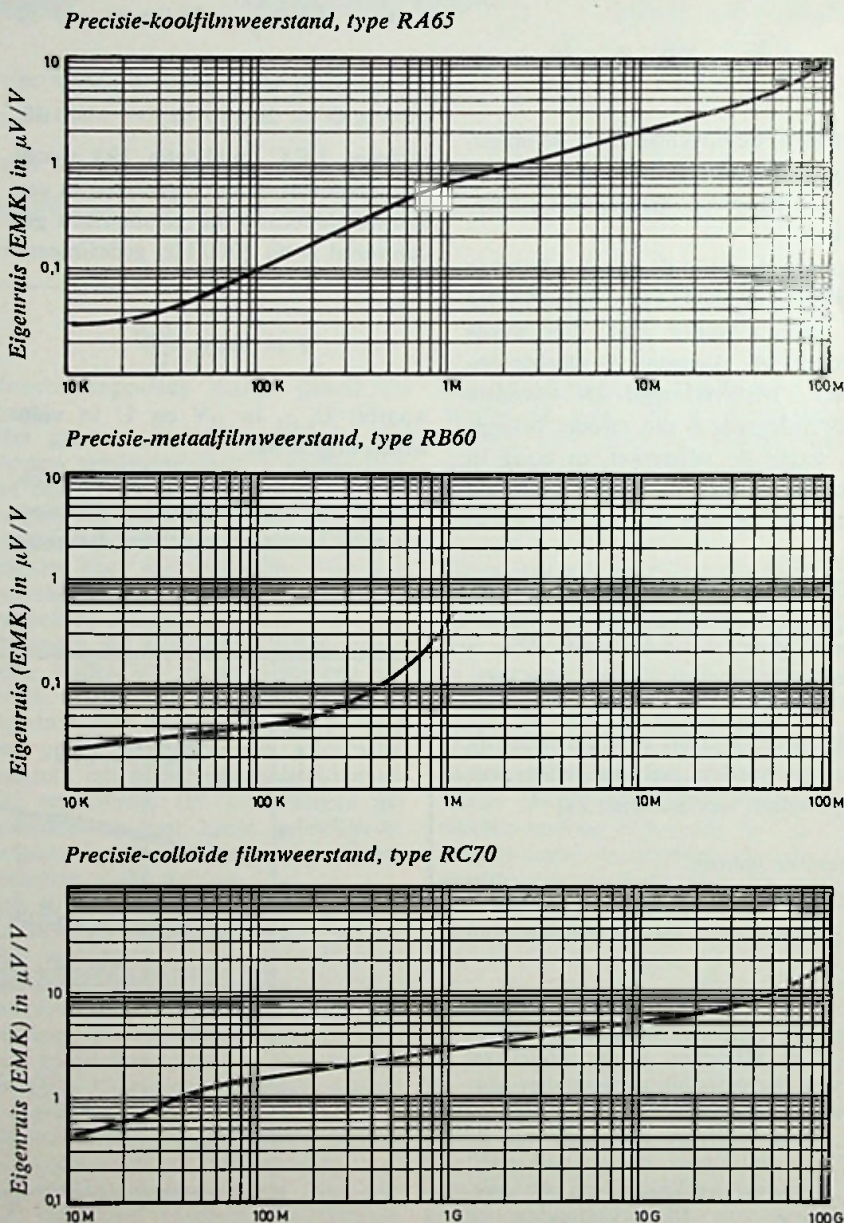 Precisie-koolfilmweerstand, type RA65
Eigenruis (EMK) in μV/V
10
1
0,1
10 K
100 K
1M
10M
100 M
Precisie-metaalfilmweerstand, type RB60
Eigenruis (EMK) in μV/V
10
1
0,1
10 K
100 K
1M
10M
100 M
Precisie-colloïde filmweerstand, type RC70
Eigenruis (EMK) in μV/V
10
1
0,1
10 M
100 M
1G
10G
100G